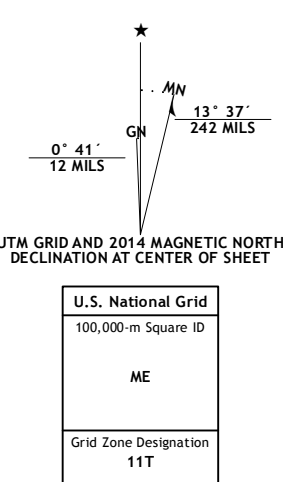 ★
MN
GN
13° 37´
242 MILS
0° 41´
12 MILS
UTM GRID AND 2014 MAGNETIC NORTH
DECLINATION AT CENTER OF SHEET
U.S. National Grid
100,000-m Square ID
ME
Grid Zone Designation
11T